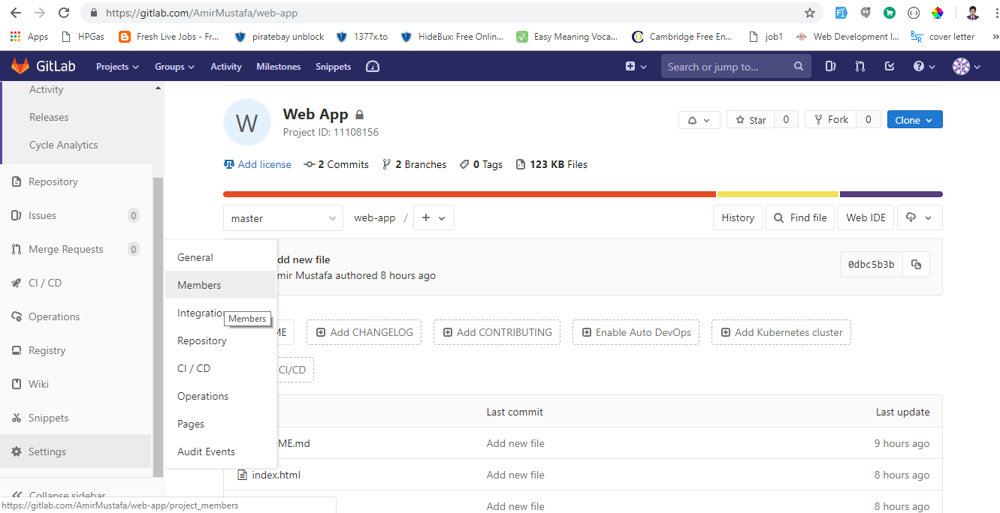 https://gitlab.com/AmirMustafa/web-app
Apps HPGas Fresh Live Jobs - Fr... piratebay unblock 1377x.to HideBux: Free Onlin... Easy Meaning Voca... Cambridge Free En... job1 Web Development I... cover letter »
GitLab Projects Groups Activity Milestones Snippets Search or jump to...
Activity
Releases
Cycle Analytics
Repository
Issues 0
Merge Requests 0
CI / CD
Operations
Registry
Wiki
Snippets
Settings
Collapse sidebar
https://gitlab.com/AmirMustafa/web-app/project_members
General
Members
Integratio
Members
Repository
CI / CD
Operations
Pages
Audit Events
W
Web App
Project ID: 11108156
Star 0 Fork 0 Clone
Add license 2 Commits 2 Branches 0 Tags 123 KB Files
master web-app / + History Find file Web IDE
dd new file
mir Mustafa authored 8 hours ago
0dbc5b3b
ME Add CHANGELOG Add CONTRIBUTING Enable Auto DevOps Add Kubernetes cluster
CI/CD
Last commit Last update
ME.md Add new file 9 hours ago
index.html Add new file 8 hours ago
Add new file 8 hours ago